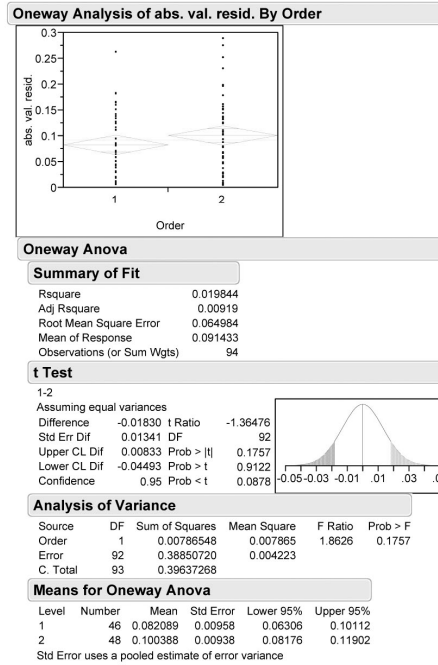 Oneway Analysis of abs. val. resid. By Order
0.3
0.25
0.2
0.15
0.1
0.05
0
abs. val. resid.
1 2
Order
Oneway Anova
Summary of Fit
Rsquare 0.019844
Adj Rsquare 0.00919
Root Mean Square Error 0.064984
Mean of Response 0.091433
Observations (or Sum Wgts) 94
t Test
1-2
Assuming equal variances
Difference -0.01830 t Ratio -1.36476
Std Err Dif 0.01341 DF 92
Upper CL Dif 0.00833 Prob > |t| 0.1757
Lower CL Dif -0.04493 Prob > t 0.9122
Confidence 0.95 Prob < t 0.0878
-0.05 -0.03 -0.01 .01 .03
Analysis of Variance
Source DF Sum of Squares Mean Square F Ratio Prob > F
Order 1 0.00786548 0.007865 1.8626 0.1757
Error 92 0.38850720 0.004223
C. Total 93 0.39637268
Means for Oneway Anova
Level Number Mean Std Error Lower 95% Upper 95%
1 46 0.082089 0.00958 0.06306 0.10112
2 48 0.100388 0.00938 0.08176 0.11902
Std Error uses a pooled estimate of error variance